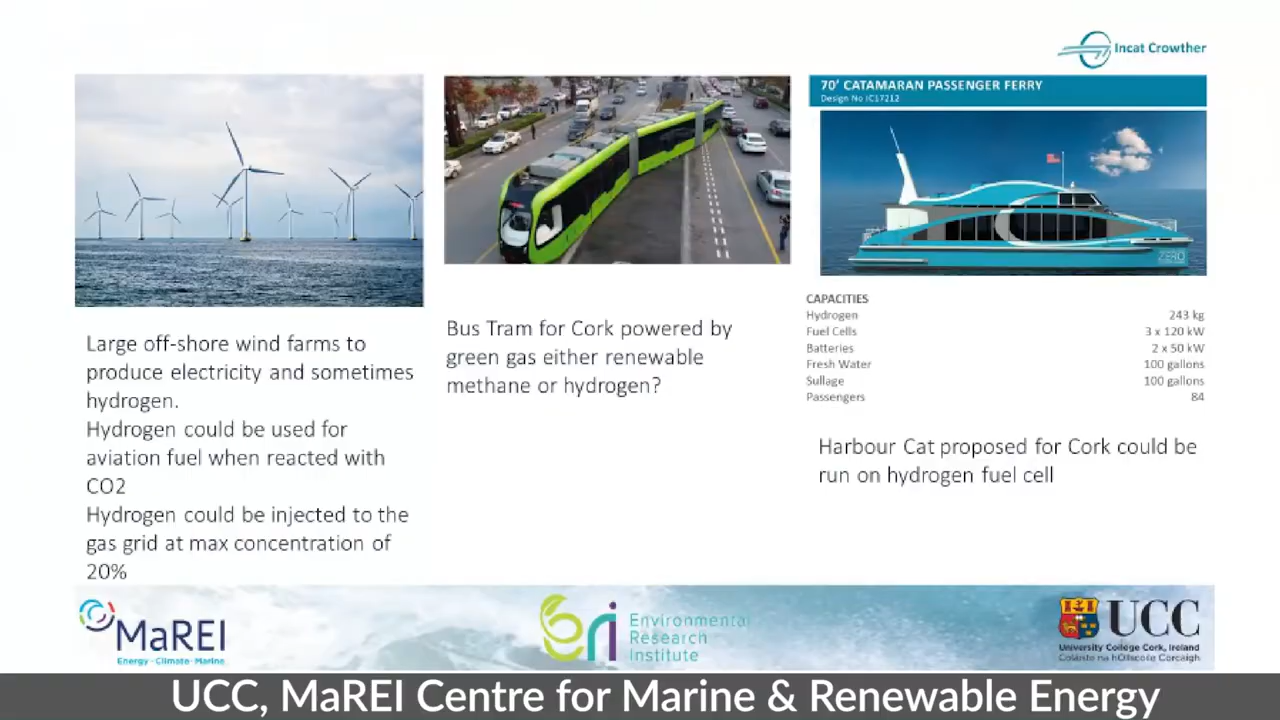 Incat Crowther
70' CATAMARAN PASSENGER FERRY
Design No IC17212
ZERO
Large off-shore wind farms to
produce electricity and sometimes
hydrogen.
Hydrogen could be used for
aviation fuel when reacted with
CO2
Hydrogen could be injected to the
gas grid at max concentration of
20%
Bus Tram for Cork powered by
green gas either renewable
methane or hydrogen?
CAPACITIES
Hydrogen 243 kg
Fuel Cells 3 x 120 kW
Batteries 2 x 50 kW
Fresh Water 100 gallons
Sullage 100 gallons
Passengers 84
Harbour Cat proposed for Cork could be
run on hydrogen fuel cell
MaREI
Energy · Climate · Marine
eri
Environmental
Research
Institute
UCC
University College Cork, Ireland
Coláiste na hOllscoile Corcaigh
UCC, MaREI Centre for Marine & Renewable Energy